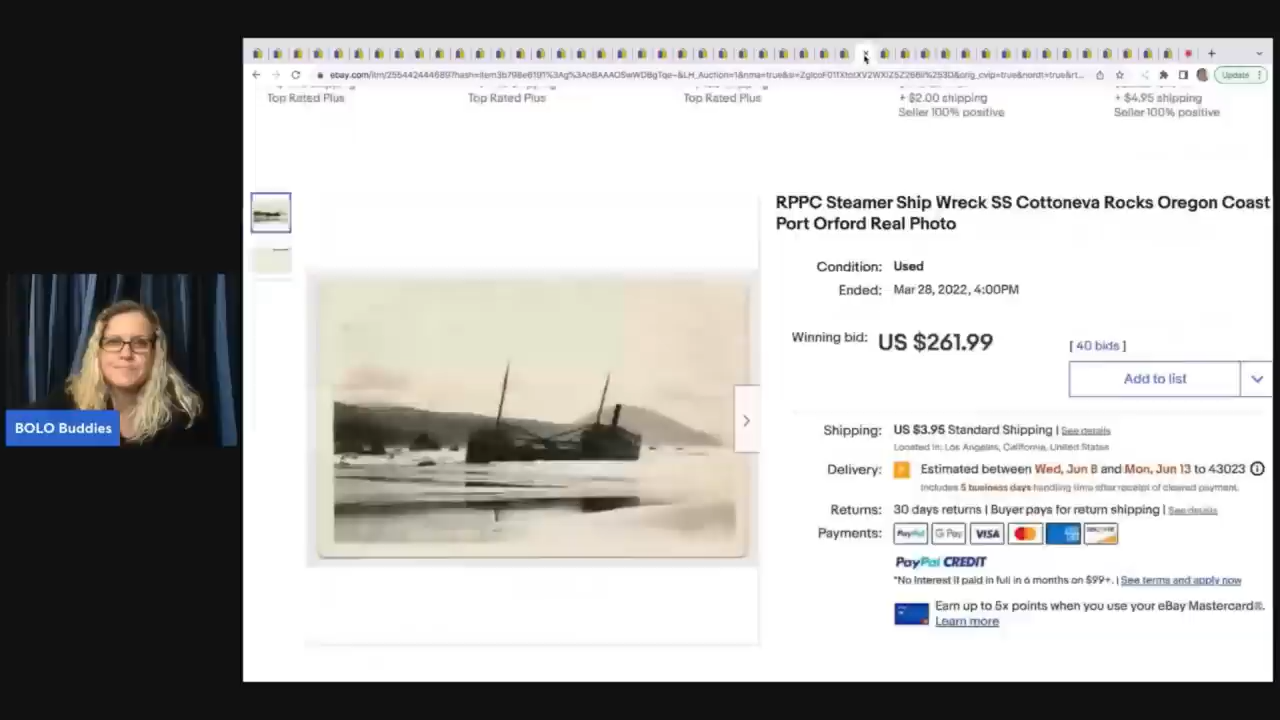 Update
Top Rated Plus
Top Rated Plus
Top Rated Plus
+ $2.00 shipping
+ $4.95 shipping
Seller 100% positive
Seller 100% positive
RPPC Steamer Ship Wreck SS Cottoneva Rocks Oregon Coast
Port Orford Real Photo
Condition: Used
Ended: Mar 28, 2022, 4:00PM
Winning bid: US $261.99
[ 40 bids ]
Add to list
Shipping: US $3.95 Standard Shipping | See details
Located in: Los Angeles, California, United States
Delivery: Estimated between Wed, Jun 8 and Mon, Jun 13 to 43023
Includes 5 business days handling time after receipt of cleared payment.
Returns: 30 days returns | Buyer pays for return shipping | See details
Payments: PayPal G Pay VISA
PayPal CREDIT
*No Interest if paid in full in 6 months on $99+. | See terms and apply now
Earn up to 5x points when you use your eBay Mastercard®.
Learn more
BOLO Buddies